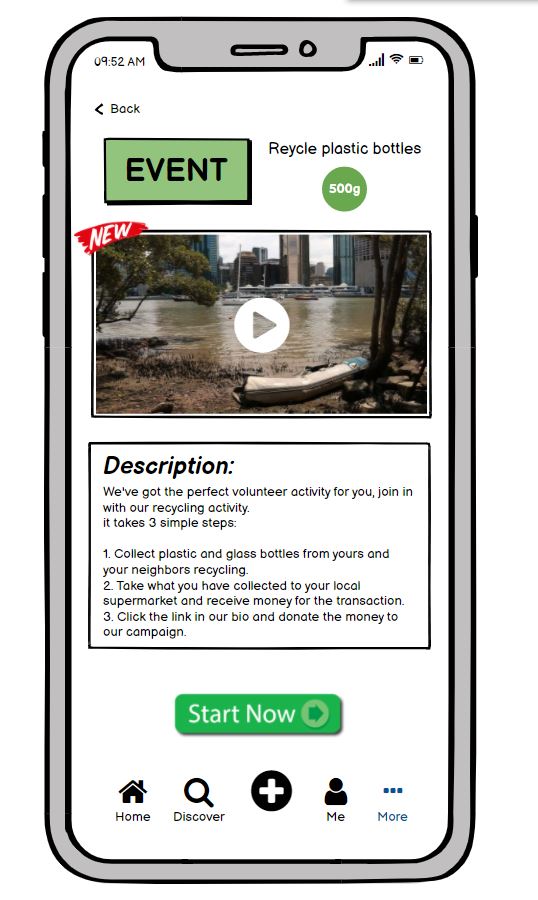 09:52 AM
Back
EVENT
Reycle plastic bottles
500g
NEW
Description:
We've got the perfect volunteer activity for you, join in
with our recycling activity.
it takes 3 simple steps:
1. Collect plastic and glass bottles from yours and
your neighbors recycling.
2. Take what you have collected to your local
supermarket and receive money for the transaction.
3. Click the link in our bio and donate the money to
our campaign.
Start Now
Home
Discover
Me
More